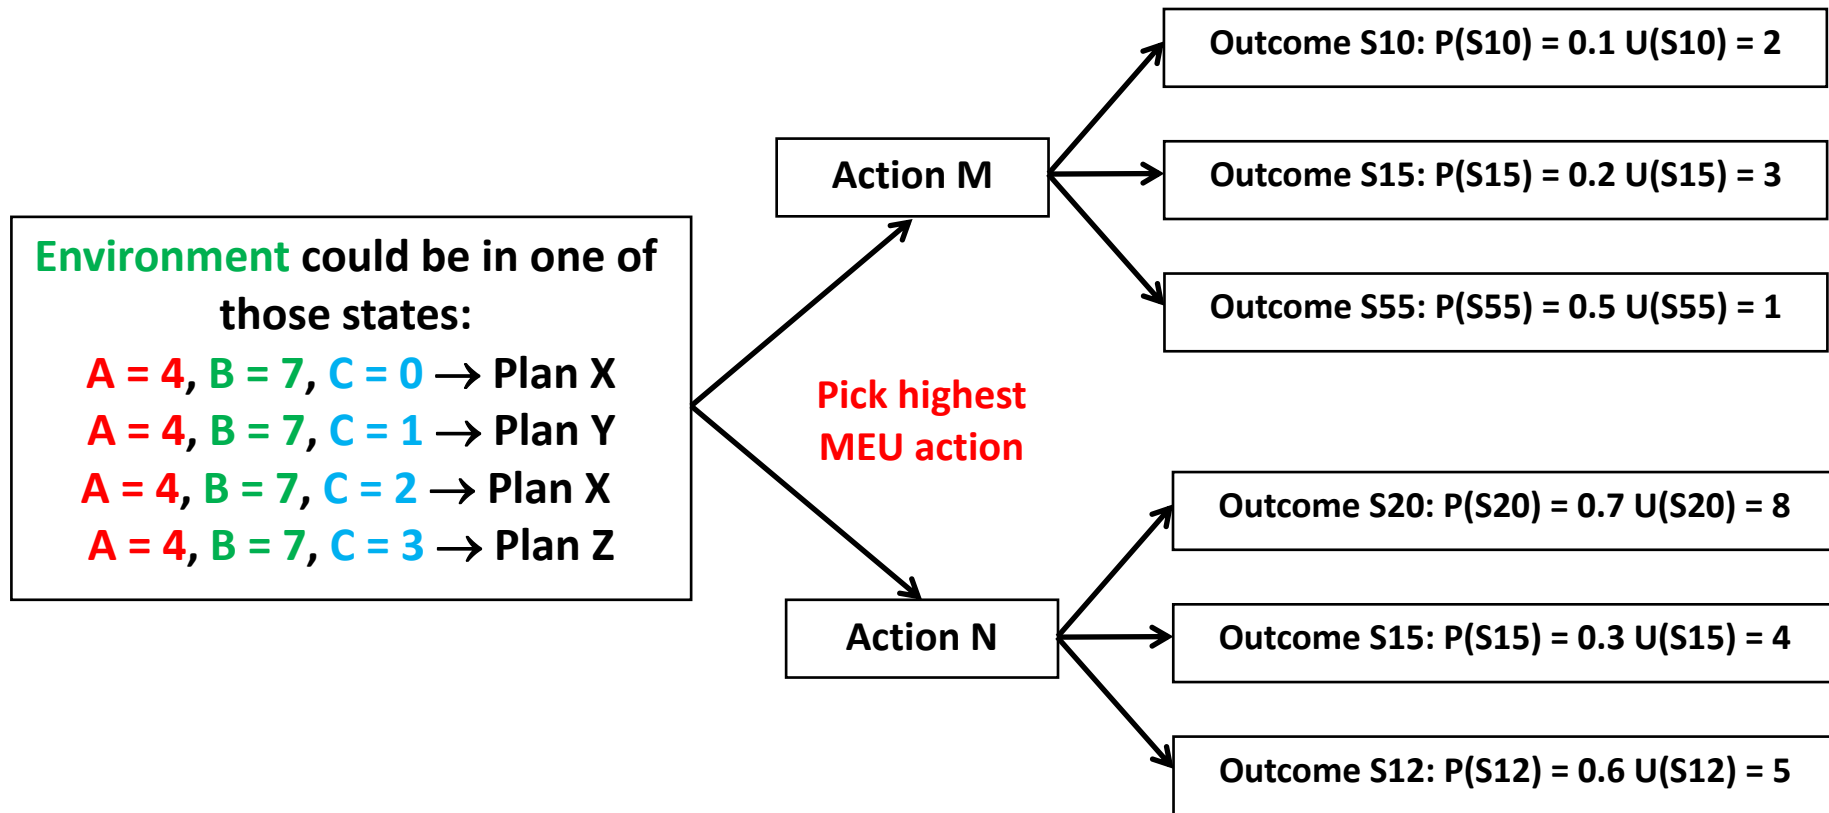 Environment could be in one of
those states:
A = 4, B = 7, C = 0 → Plan X
A = 4, B = 7, C = 1 → Plan Y
A = 4, B = 7, C = 2 → Plan X
A = 4, B = 7, C = 3 → Plan Z
Action M
Pick highest
MEU action
Action N
Outcome S10: P(S10) = 0.1 U(S10) = 2
Outcome S15: P(S15) = 0.2 U(S15) = 3
Outcome S55: P(S55) = 0.5 U(S55) = 1
Outcome S20: P(S20) = 0.7 U(S20) = 8
Outcome S15: P(S15) = 0.3 U(S15) = 4
Outcome S12: P(S12) = 0.6 U(S12) = 5